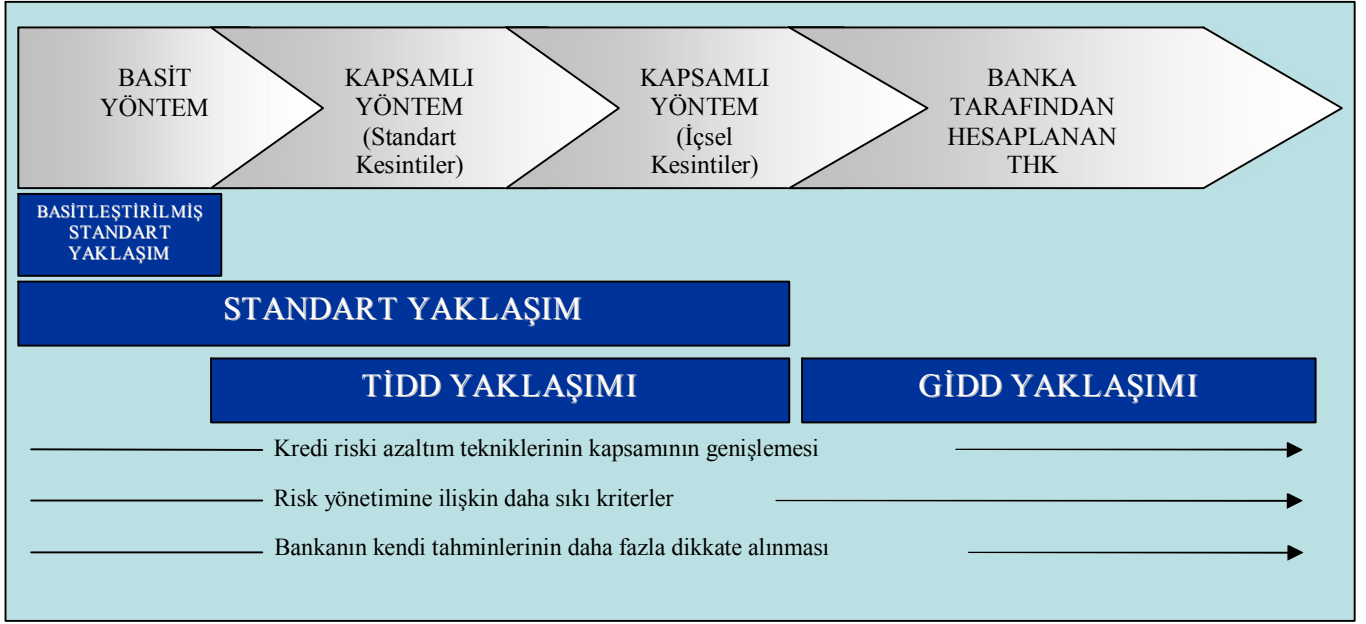 BASİT
YÖNTEM
KAPSAMLI
YÖNTEM
(Standart
Kesintiler)
KAPSAMLI
YÖNTEM
(İçsel
Kesintiler)
BANKA
TARAFINDAN
HESAPLANAN
THK
BASİTLEŞTİRİLMİŞ
STANDART
YAKLAŞIM
STANDART YAKLAŞIM
TİDD YAKLAŞIMI
GİDD YAKLAŞIMI
Kredi riski azaltım tekniklerinin kapsamının genişlemesi
Risk yönetimine ilişkin daha sıkı kriterler
Bankanın kendi tahminlerinin daha fazla dikkate alınması